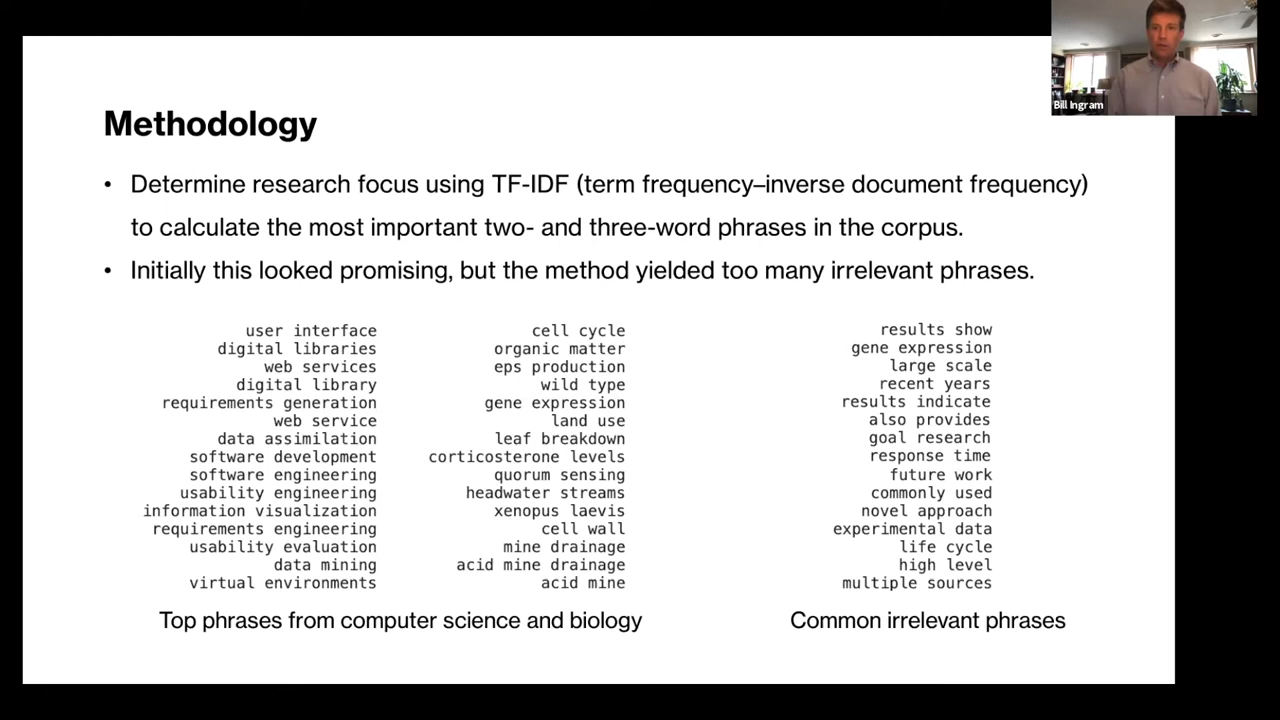 Bill Ingram
Methodology
• Determine research focus using TF-IDF (term frequency–inverse document frequency)
to calculate the most important two- and three-word phrases in the corpus.
• Initially this looked promising, but the method yielded too many irrelevant phrases.
user interface
digital libraries
web services
digital library
requirements generation
web service
data assimilation
software development
software engineering
usability engineering
information visualization
requirements engineering
usability evaluation
data mining
virtual environments
cell cycle
organic matter
eps production
wild type
gene expression
land use
leaf breakdown
corticosterone levels
quorum sensing
headwater streams
xenopus laevis
cell wall
mine drainage
acid mine drainage
acid mine
Top phrases from computer science and biology
results show
gene expression
large scale
recent years
results indicate
also provides
goal research
response time
future work
commonly used
novel approach
experimental data
life cycle
high level
multiple sources
Common irrelevant phrases